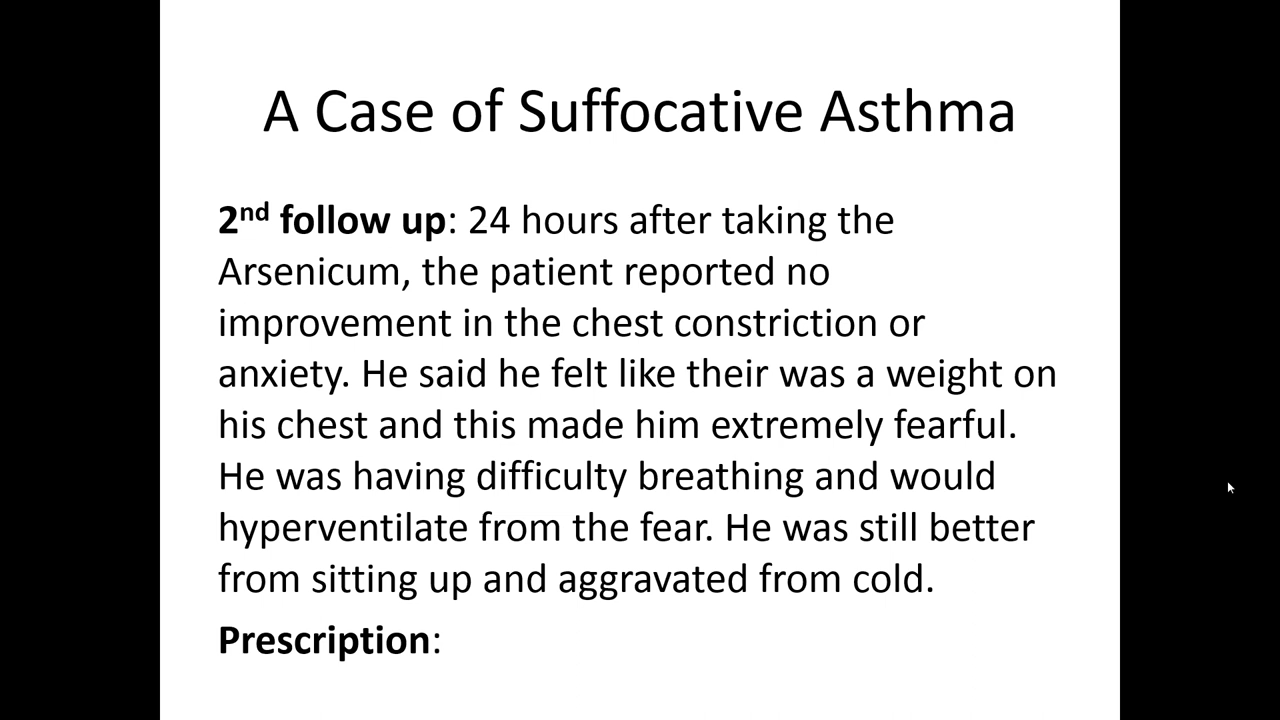 A Case of Suffocative Asthma
2nd follow up: 24 hours after taking the
Arsenicum, the patient reported no
improvement in the chest constriction or
anxiety. He said he felt like their was a weight on
his chest and this made him extremely fearful.
He was having difficulty breathing and would
hyperventilate from the fear. He was still better
from sitting up and aggravated from cold.
Prescription: